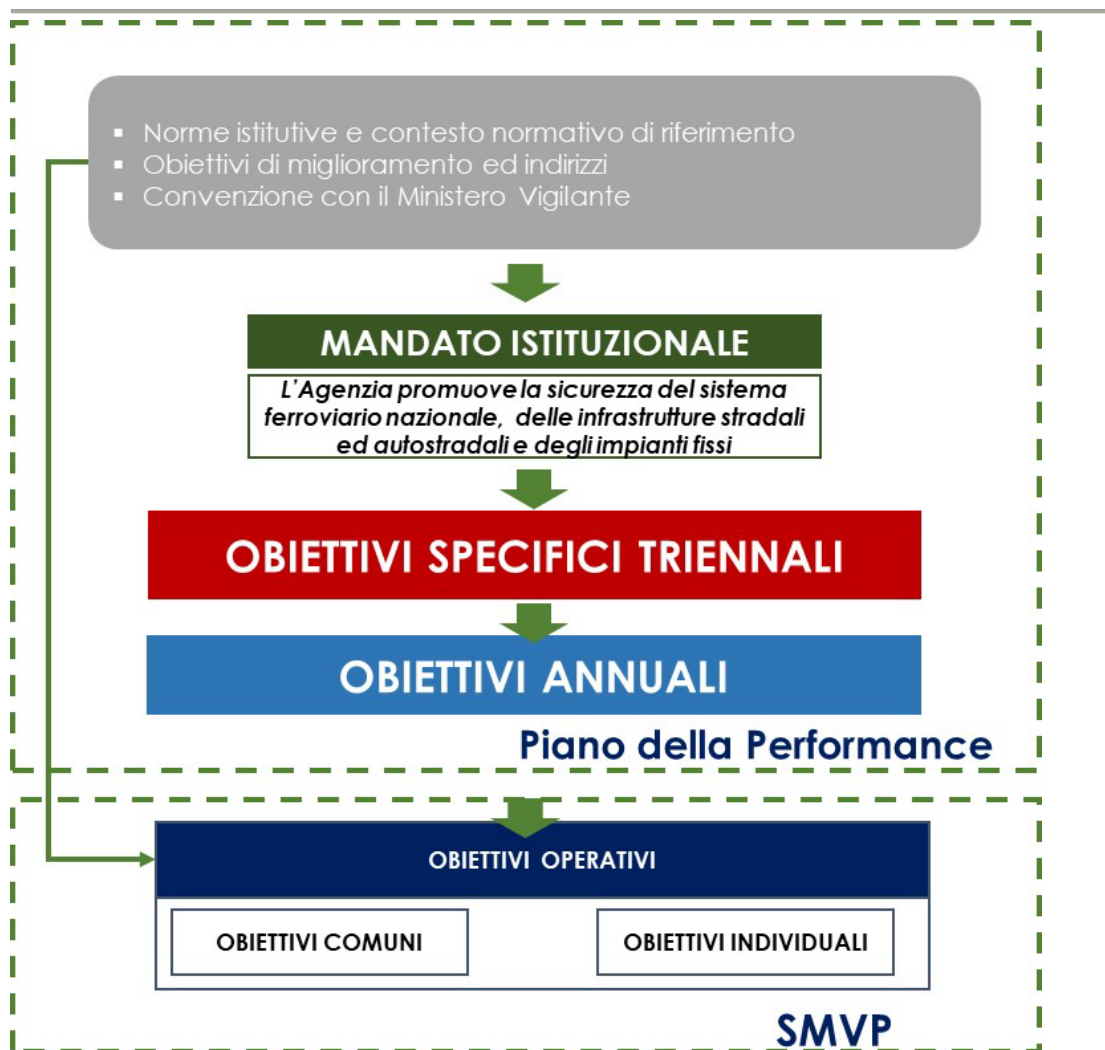 ▪ Norme istitutive e contesto normativo di riferimento
▪ Obiettivi di miglioramento ed indirizzi
▪ Convenzione con il Ministero Vigilante
MANDATO ISTITUZIONALE
L'Agenzia promuove la sicurezza del sistema
ferroviario nazionale, delle infrastrutture stradali
ed autostradali e degli impianti fissi
OBIETTIVI SPECIFICI TRIENNALI
OBIETTIVI ANNUALI
Piano della Performance
OBIETTIVI OPERATIVI
OBIETTIVI COMUNI
OBIETTIVI INDIVIDUALI
SMVP